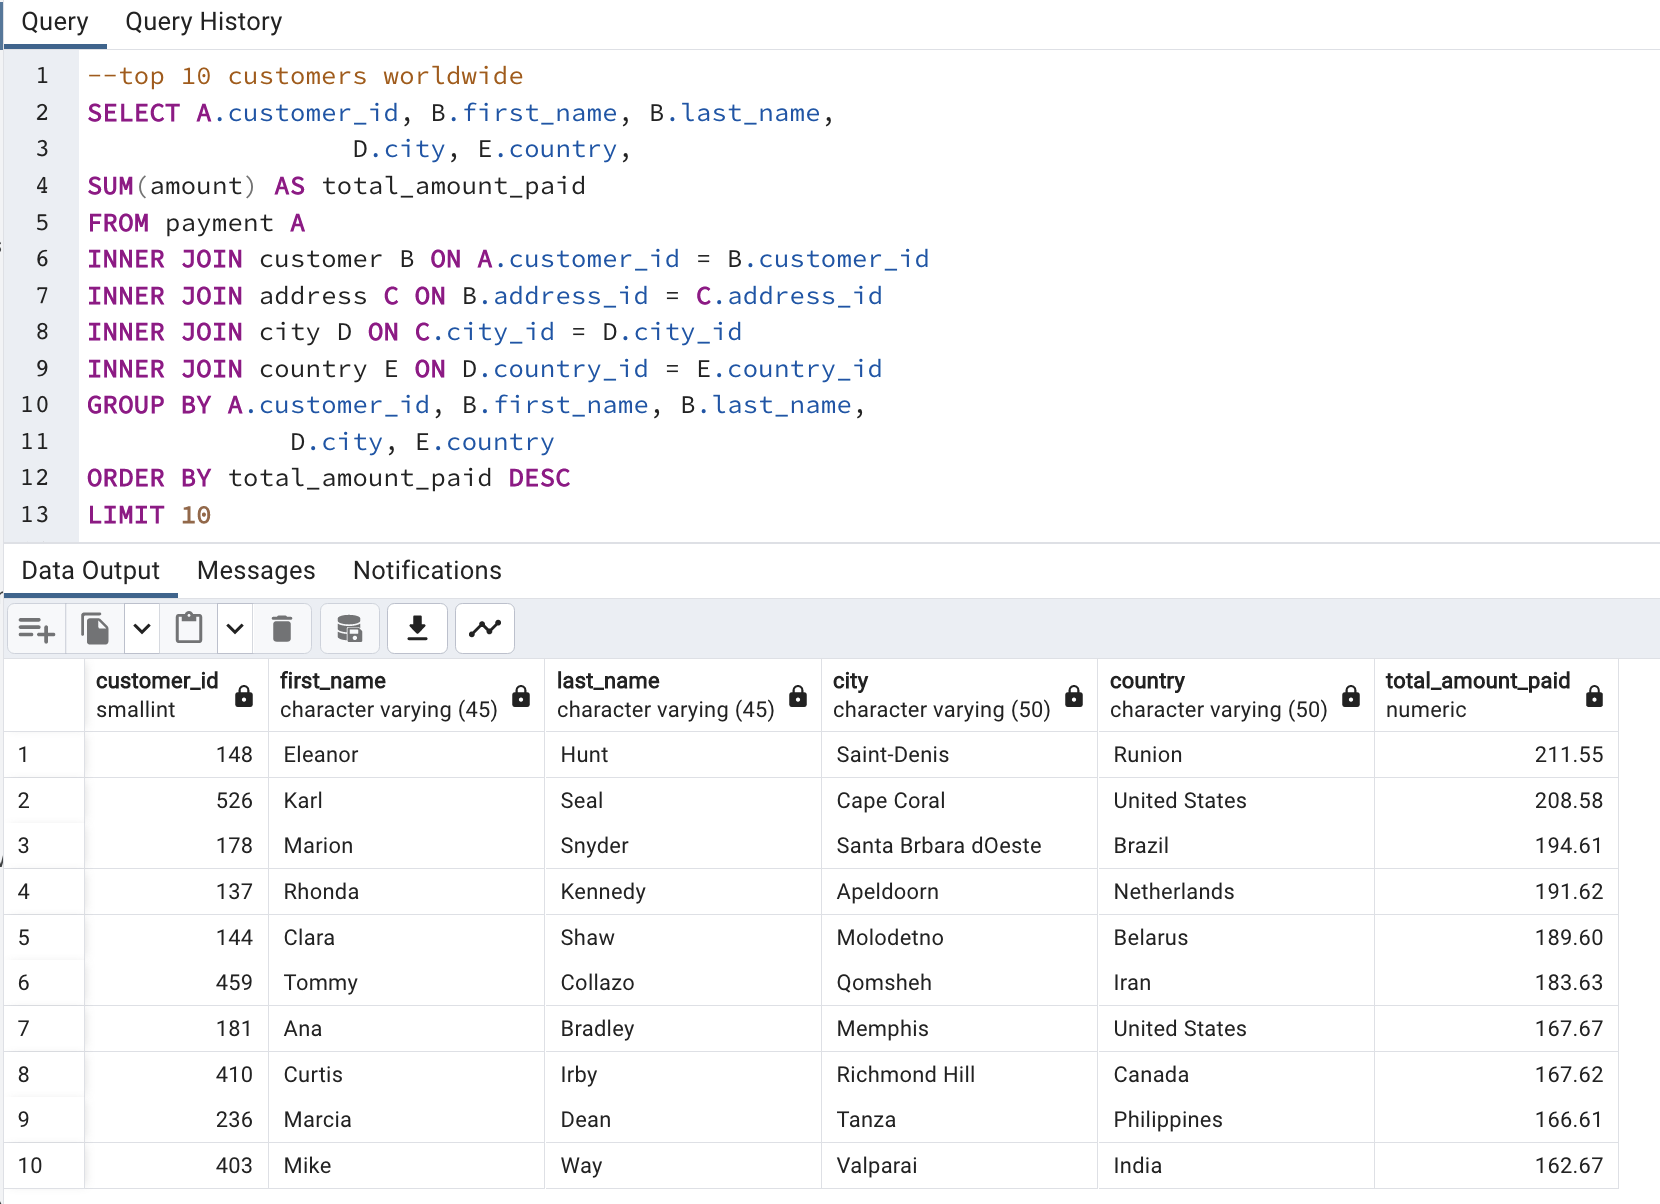 Query Query History
1 --top 10 customers worldwide
2 SELECT A.customer_id, B.first_name, B.last_name,
3 D.city, E.country,
4 SUM(amount) AS total_amount_paid
5 FROM payment A
6 INNER JOIN customer B ON A.customer_id = B.customer_id
7 INNER JOIN address C ON B.address_id = C.address_id
8 INNER JOIN city D ON C.city_id = D.city_id
9 INNER JOIN country E ON D.country_id = E.country_id
10 GROUP BY A.customer_id, B.first_name, B.last_name,
11 D.city, E.country
12 ORDER BY total_amount_paid DESC
13 LIMIT 10
Data Output Messages Notifications
customer_id first_name last_name city country total_amount_paid
smallint character varying (45) character varying (45) character varying (50) character varying (50) numeric
1 148 Eleanor Hunt Saint-Denis Runion 211.55
2 526 Karl Seal Cape Coral United States 208.58
3 178 Marion Snyder Santa Brbara dOeste Brazil 194.61
4 137 Rhonda Kennedy Apeldoorn Netherlands 191.62
5 144 Clara Shaw Molodetno Belarus 189.60
6 459 Tommy Collazo Qomsheh Iran 183.63
7 181 Ana Bradley Memphis United States 167.67
8 410 Curtis Irby Richmond Hill Canada 167.62
9 236 Marcia Dean Tanza Philippines 166.61
10 403 Mike Way Valparai India 162.67